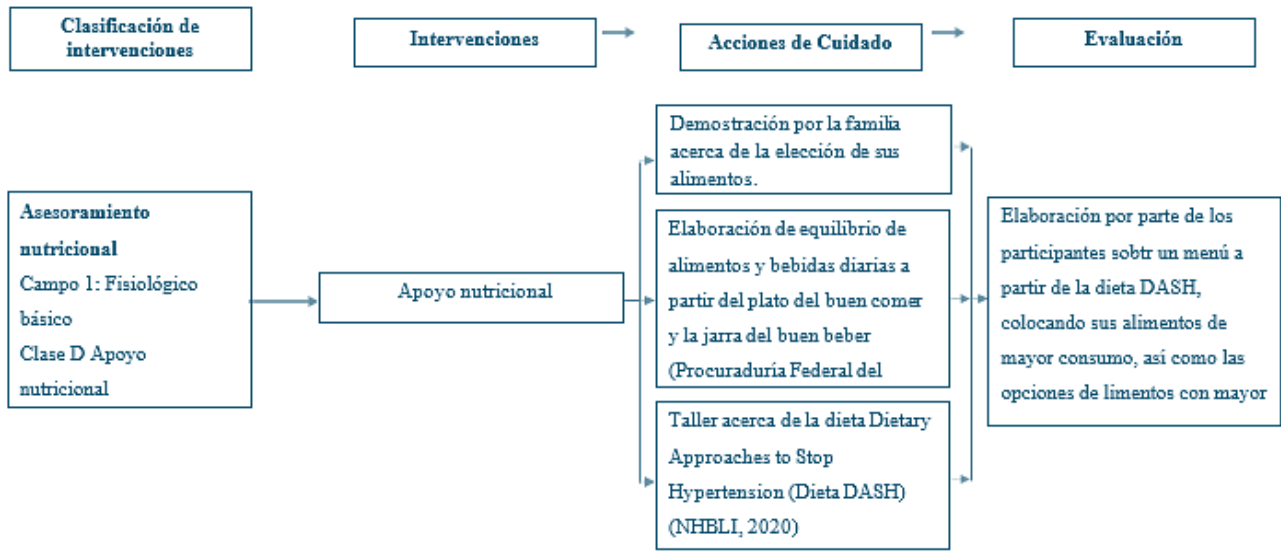 Clasificación de
intervenciones
Intervenciones
Acciones de Cuidado
Evaluación
Asesoramiento
nutricional
Campo 1: Fisiológico
básico
Clase D Apoyo
nutricional
Apoyo nutricional
Demostración por la familia
acerca de la elección de sus
alimentos.
Elaboración de equilibrio de
alimentos y bebidas diarias a
partir del plato del buen comer
y la jarra del buen beber
(Procuraduría Federal del
Taller acerca de la dieta Dietary
Approaches to Stop
Hypertension (Dieta DASH)
(NHBLI, 2020)
Elaboración por parte de los
participantes sobtr un menú a
partir de la dieta DASH,
colocando sus alimentos de
mayor consumo, así como las
opciones de limentos con mayor